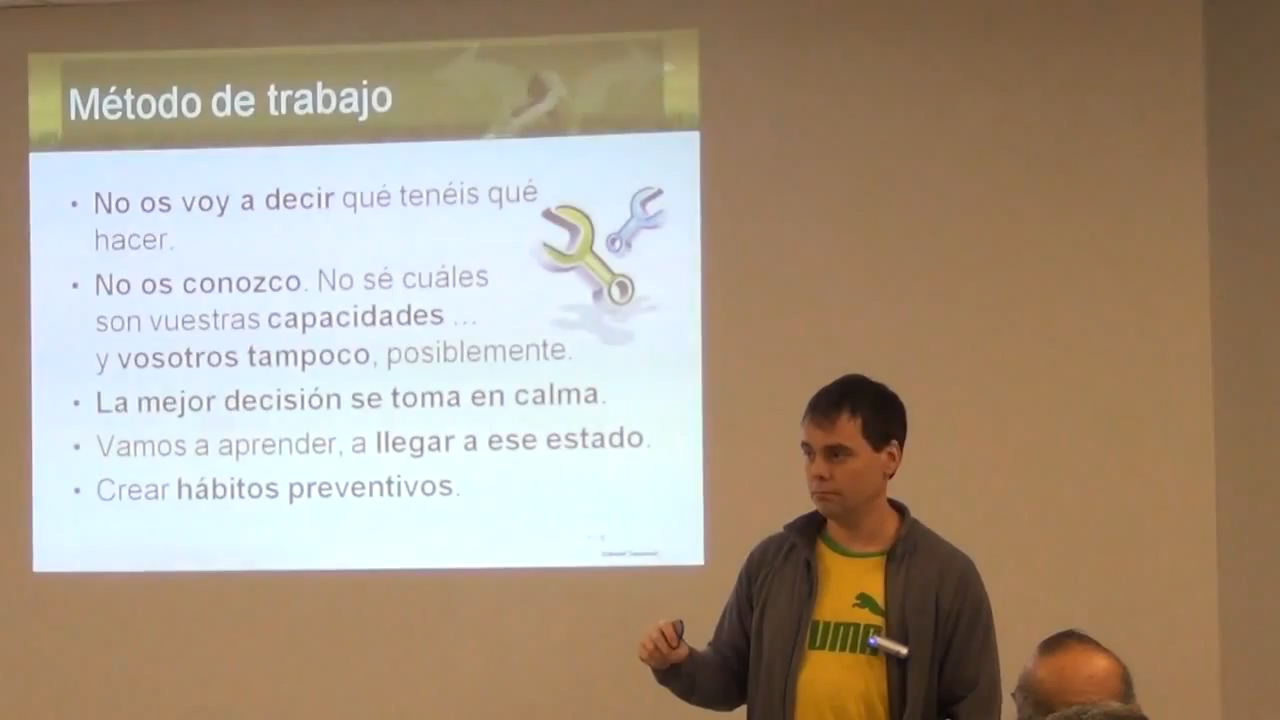 Método de trabajo
• No os voy a decir qué tenéis qué
hacer.
• No os conozco. No sé cuáles
son vuestras capacidades ...
y vosotros tampoco, posiblemente.
• La mejor decisión se toma en calma.
• Vamos a aprender, a llegar a ese estado.
• Crear hábitos preventivos.
PUMA